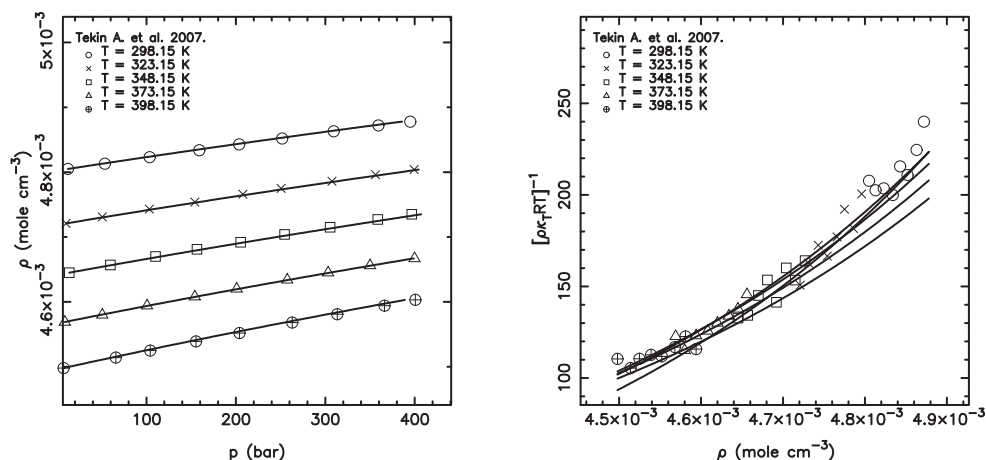 Tekin A. et al. 2007.
T = 298.15 K
T = 323.15 K
T = 348.15 K
T = 373.15 K
T = 398.15 K
5×10⁻³
4.8×10⁻³
4.6×10⁻³
ρ (mole cm⁻³)
100 200 300 400
p (bar)
Tekin A. et al. 2007.
T = 298.15 K
T = 323.15 K
T = 348.15 K
T = 373.15 K
T = 398.15 K
250
200
150
100
[ρκ_TRT]⁻¹
4.5×10⁻³ 4.6×10⁻³ 4.7×10⁻³ 4.8×10⁻³ 4.9×10⁻³
ρ (mole cm⁻³)